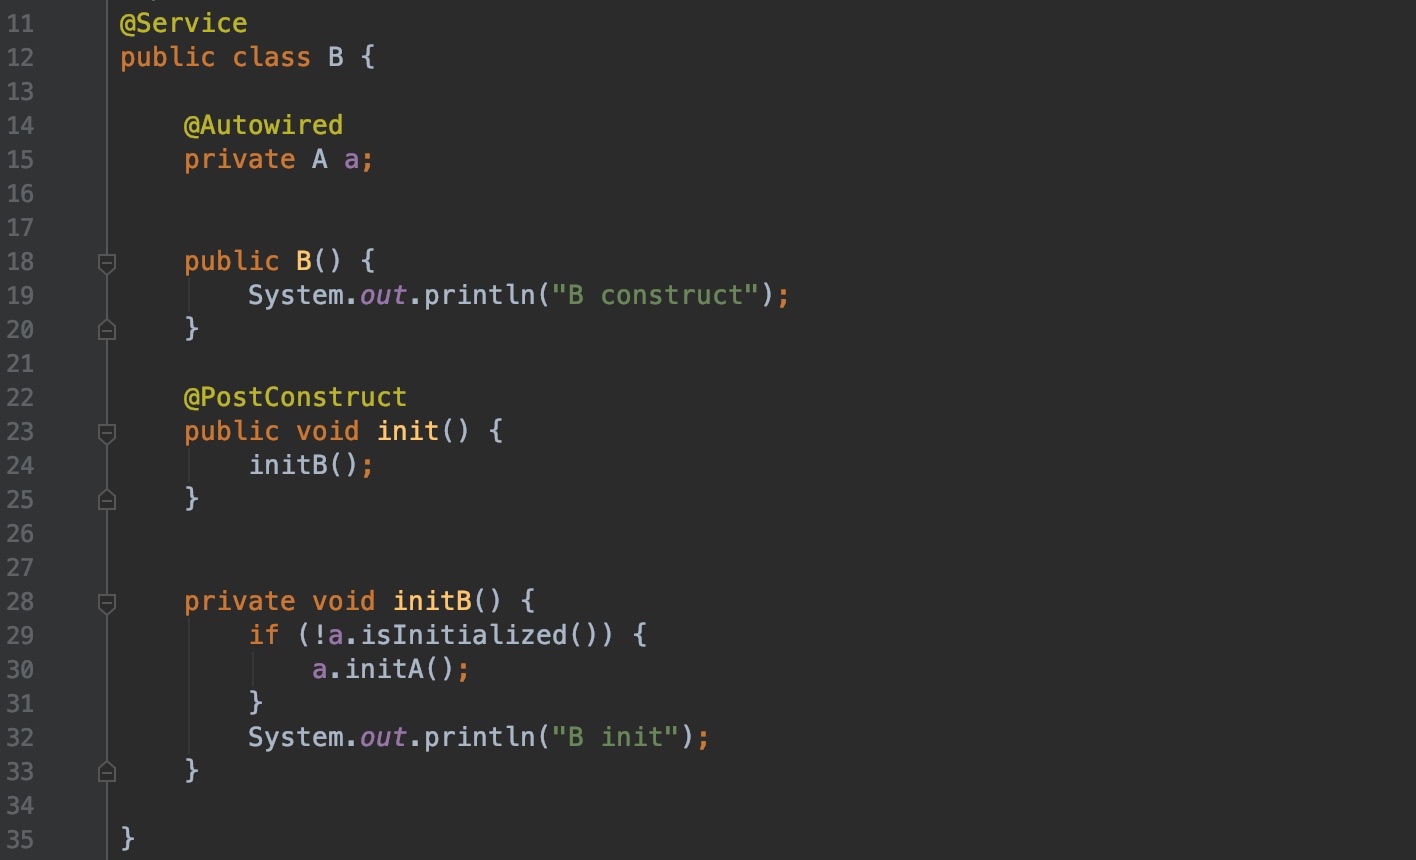 11 @Service
12 public class B {
13
14     @Autowired
15     private A a;
16
17
18     public B() {
19         System.out.println("B construct");
20     }
21
22     @PostConstruct
23     public void init() {
24         initB();
25     }
26
27
28     private void initB() {
29         if (!a.isInitialized()) {
30             a.initA();
31         }
32         System.out.println("B init");
33     }
34
35 }